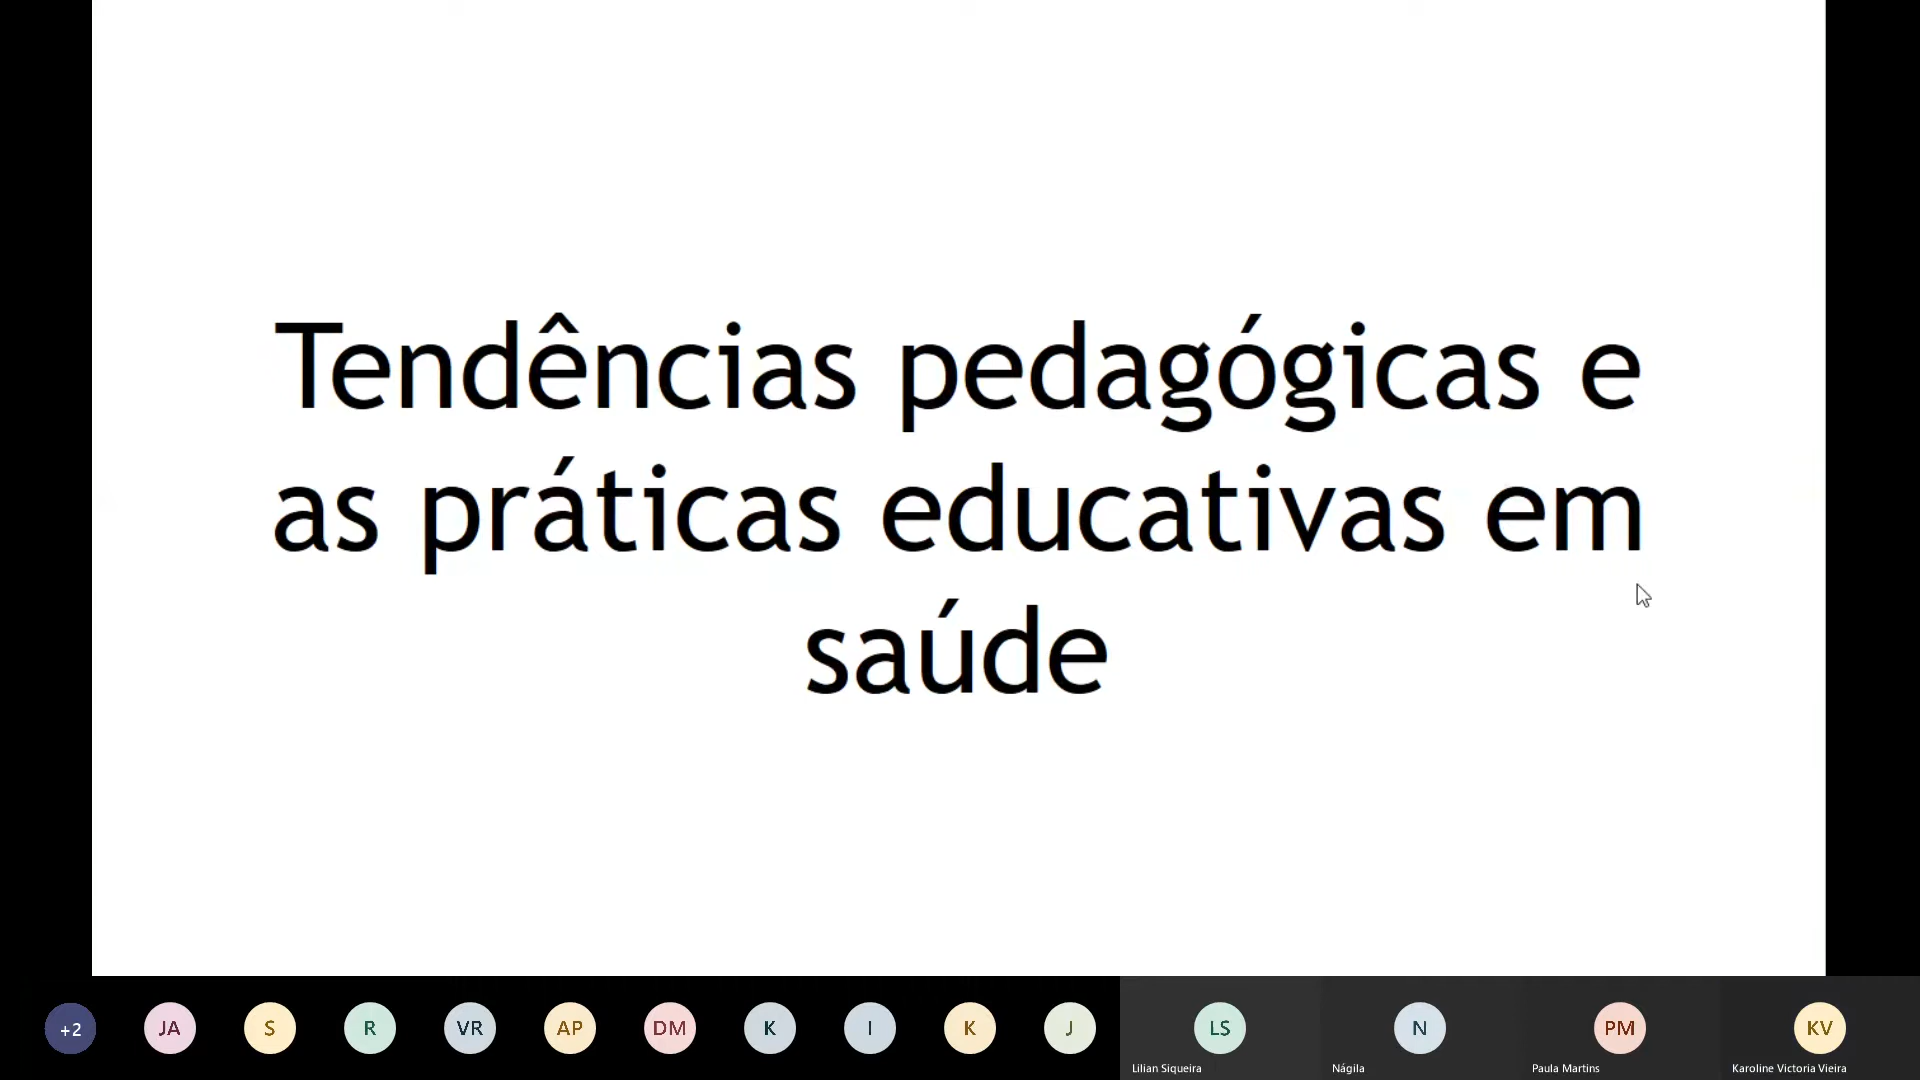 Tendências pedagógicas e
as práticas educativas em
saúde
+2 JA S R VR AP DM K I K J LS N PM KV
Lilian Siqueira Nágila Paula Martins Karoline Victoria Vieira